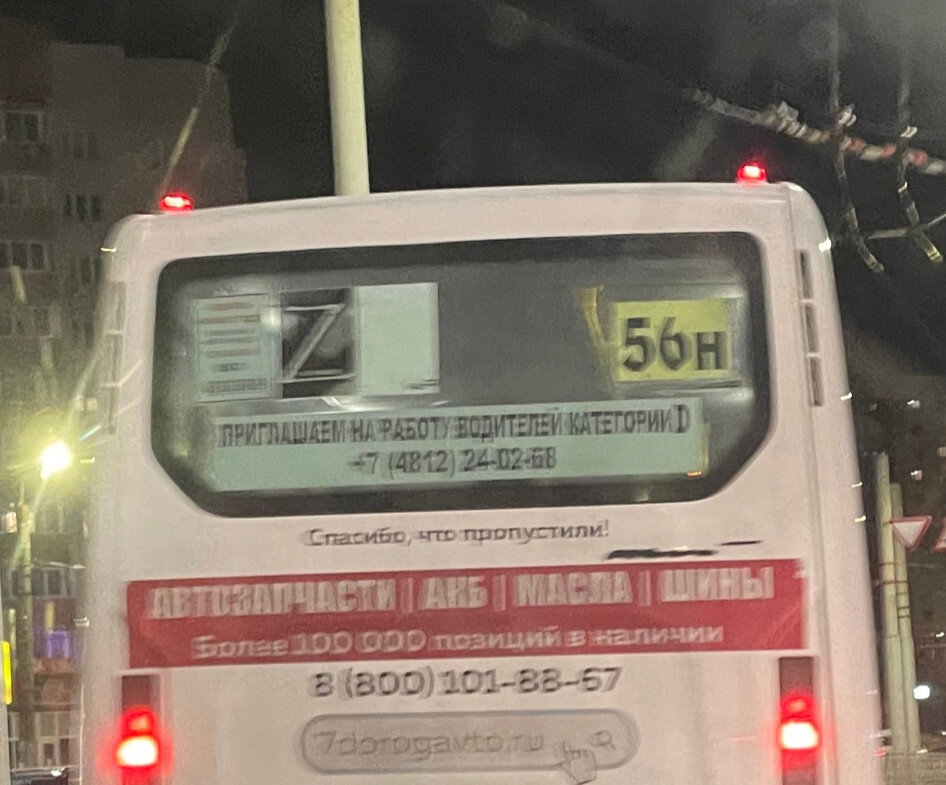 Z
56н
ПРИГЛАШАЕМ НА РАБОТУ ВОДИТЕЛЕЙ КАТЕГОРИИ D
+7 (4812) 24-02-68
Спасибо, что пропустили!
АВТОЗАПЧАСТИ | АКБ | МАСЛА | ШИНЫ
Более 100 000 позиций в наличии
8 (800) 101-88-67
7dorogavto.ru